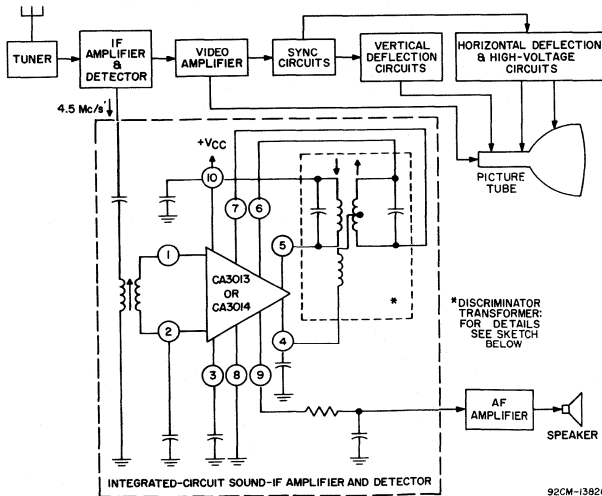 TUNER
IF
AMPLIFIER
&
DETECTOR
VIDEO
AMPLIFIER
SYNC
CIRCUITS
VERTICAL
DEFLECTION
CIRCUITS
HORIZONTAL DEFLECTION
& HIGH-VOLTAGE
CIRCUITS
4.5 Mc/s
PICTURE
TUBE
+VCC
10
7
6
5
1
2
CA3013
OR
CA3014
4
3
8
9
*
*DISCRIMINATOR
TRANSFORMER:
FOR DETAILS
SEE SKETCH
BELOW
AF
AMPLIFIER
SPEAKER
INTEGRATED-CIRCUIT SOUND-IF AMPLIFIER AND DETECTOR